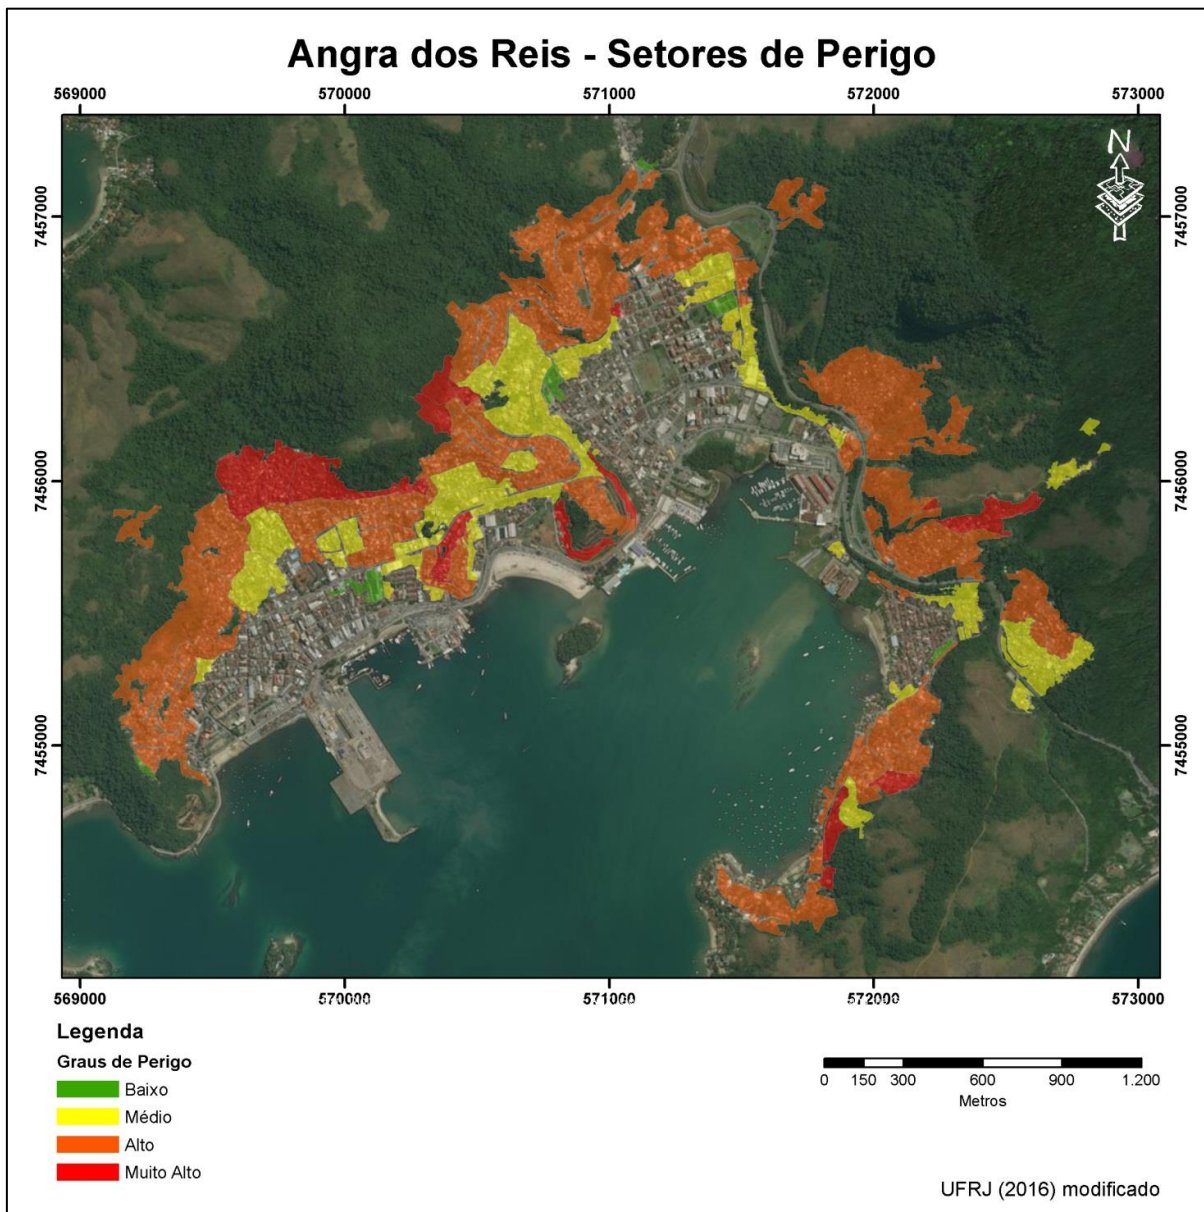 Angra dos Reis - Setores de Perigo
569000 570000 571000 572000 573000
N
7457000 7457000
7456000 7456000
7455000 7455000
569000 570000 571000 572000 573000
Legenda
Graus de Perigo
Baixo
Médio
Alto
Muito Alto
0 150 300 600 900 1.200
Metros
UFRJ (2016) modificado